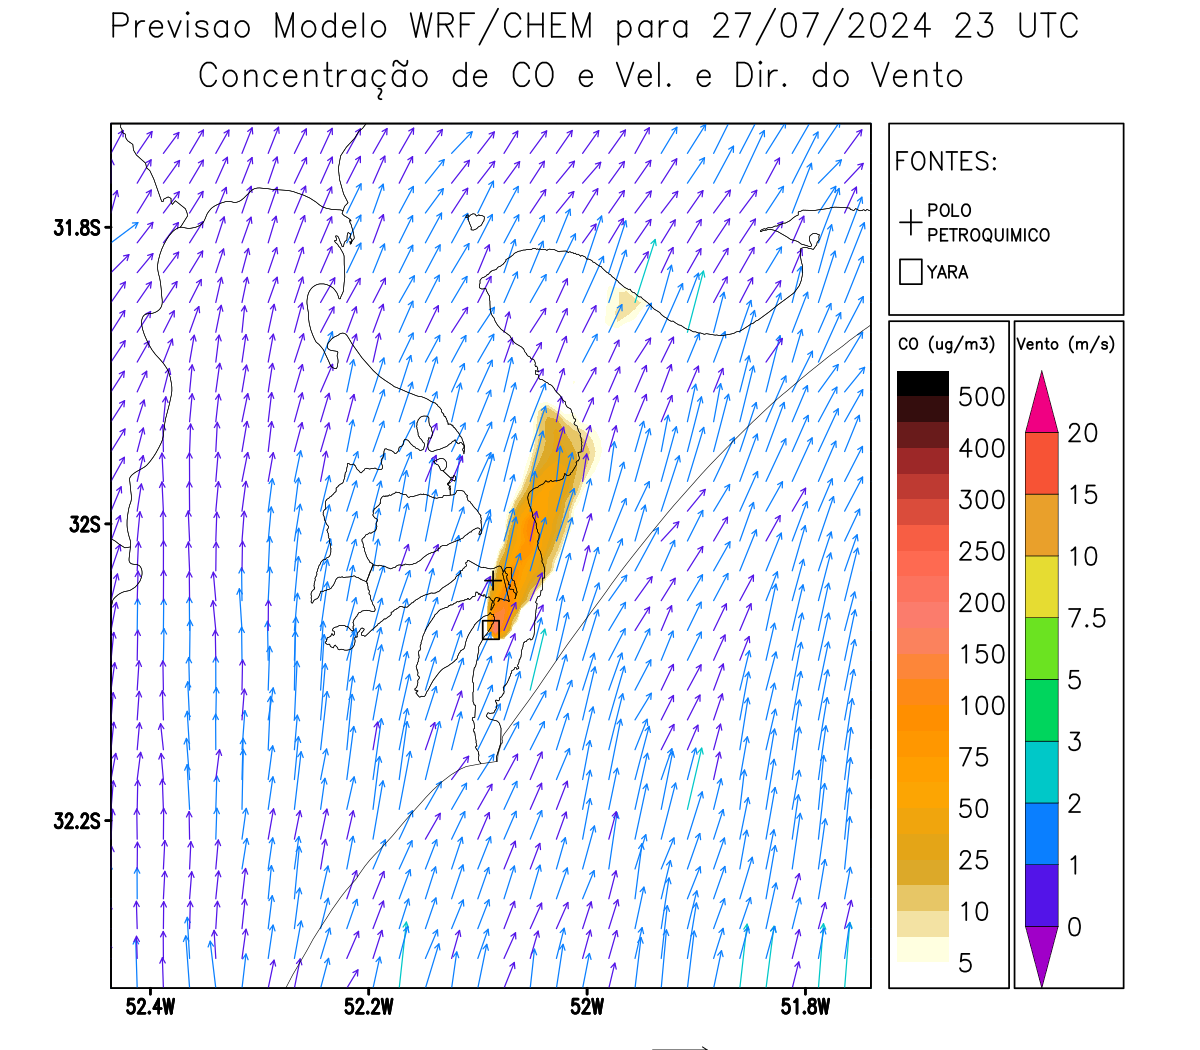 Previsao Modelo WRF/CHEM para 27/07/2024 23 UTC
Concentração de CO e Vel. e Dir. do Vento
FONTES:
POLO
PETROQUIMICO
YARA
CO (ug/m3)
500
400
300
250
200
150
100
75
50
25
10
5
Vento (m/s)
20
15
10
7.5
5
3
2
1
0
31.8S
32S
32.2S
52.4W
52.2W
52W
51.8W